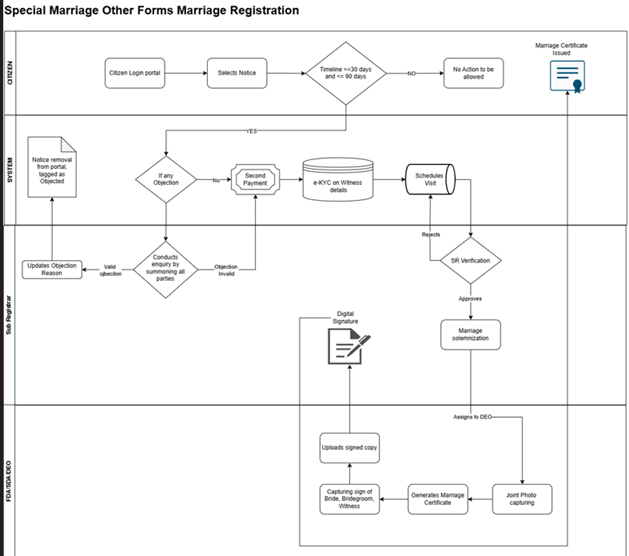 Special Marriage Other Forms Marriage Registration
CITIZEN
Citizen Login portal
Selects Notice
Timeline >=30 days
and <= 90 days
NO
No Action to be
allowed
Marriage Certificate
Issued
YES
SYSTEM
Notice removal
from portal,
tagged as
Objected
If any
Objection
No
Second
Payment
e-KYC on Witness
details
Schedules
Visit
Sub Registrar
Updates Objection
Reason
Valid
ojbeciton
Conducts
enquiry by
summoning all
parties
Objection
Invalid
Rejects
SR Verification
Approves
Marriage
solemnization
Digital
Signature
FDA/SDA/DEO
Assigns to DEO
Uploads signed copy
Capturing sign of
Bride, Bridegroom,
Witness
Generates Marriage
Certificate
Joint Photo
capturing